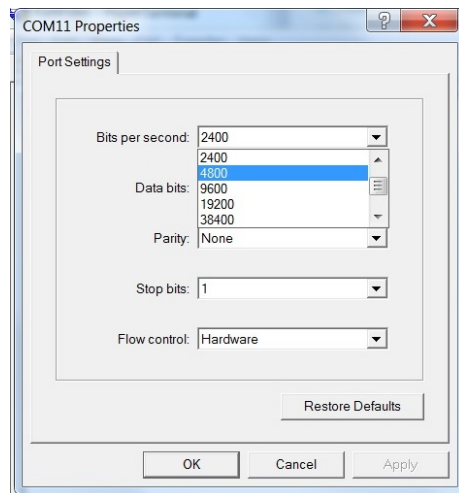 COM11 Properties
Port Settings
Bits per second: 2400
2400
4800
Data bits: 9600
19200
38400
Parity: None
Stop bits: 1
Flow control: Hardware
Restore Defaults
OK Cancel Apply